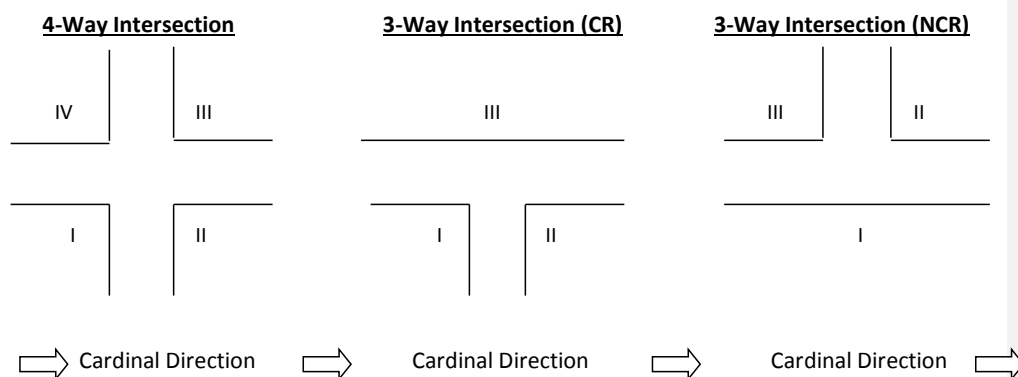 4-Way Intersection 3-Way Intersection (CR) 3-Way Intersection (NCR)
IV III III III II
I II I II I
Cardinal Direction Cardinal Direction Cardinal Direction